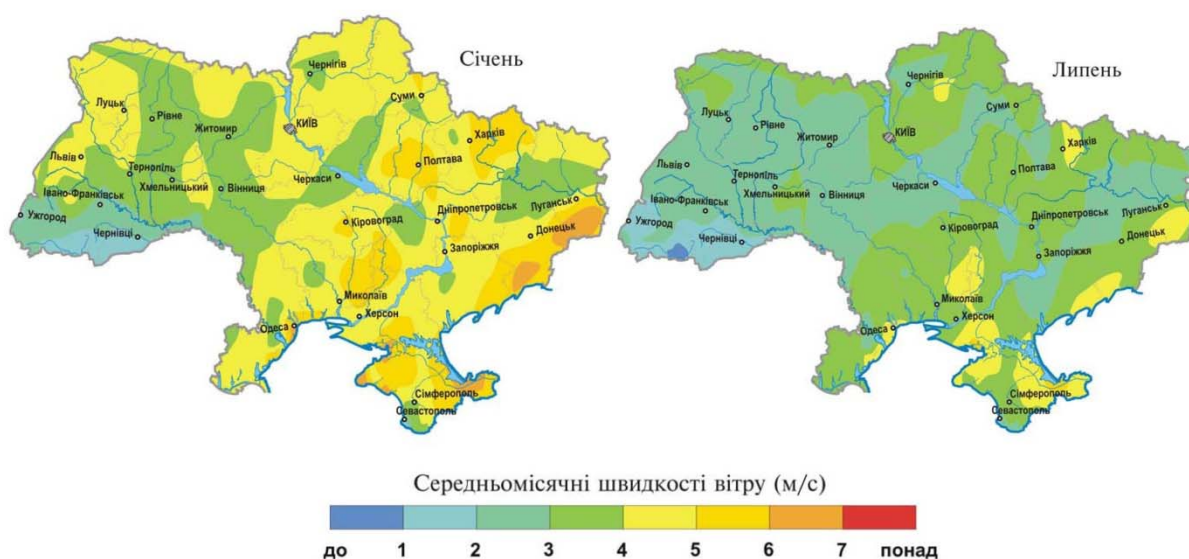 Січень
Чернігів
Суми
Луцьк
Рівне
Житомир
КИЇВ
Харків
Львів
Полтава
Тернопіль
Хмельницький
Вінниця
Черкаси
Івано-Франківськ
Луганськ
Ужгород
Чернівці
Кіровоград
Дніпропетровськ
Донецьк
Запоріжжя
Миколаїв
Херсон
Одеса
Сімферополь
Севастополь
Липень
Чернігів
Суми
Луцьк
Рівне
Житомир
КИЇВ
Харків
Львів
Полтава
Тернопіль
Хмельницький
Вінниця
Черкаси
Івано-Франківськ
Луганськ
Ужгород
Чернівці
Кіровоград
Дніпропетровськ
Донецьк
Запоріжжя
Миколаїв
Херсон
Одеса
Сімферополь
Севастополь
Середньомісячні швидкості вітру (м/с)
до 1 2 3 4 5 6 7 понад